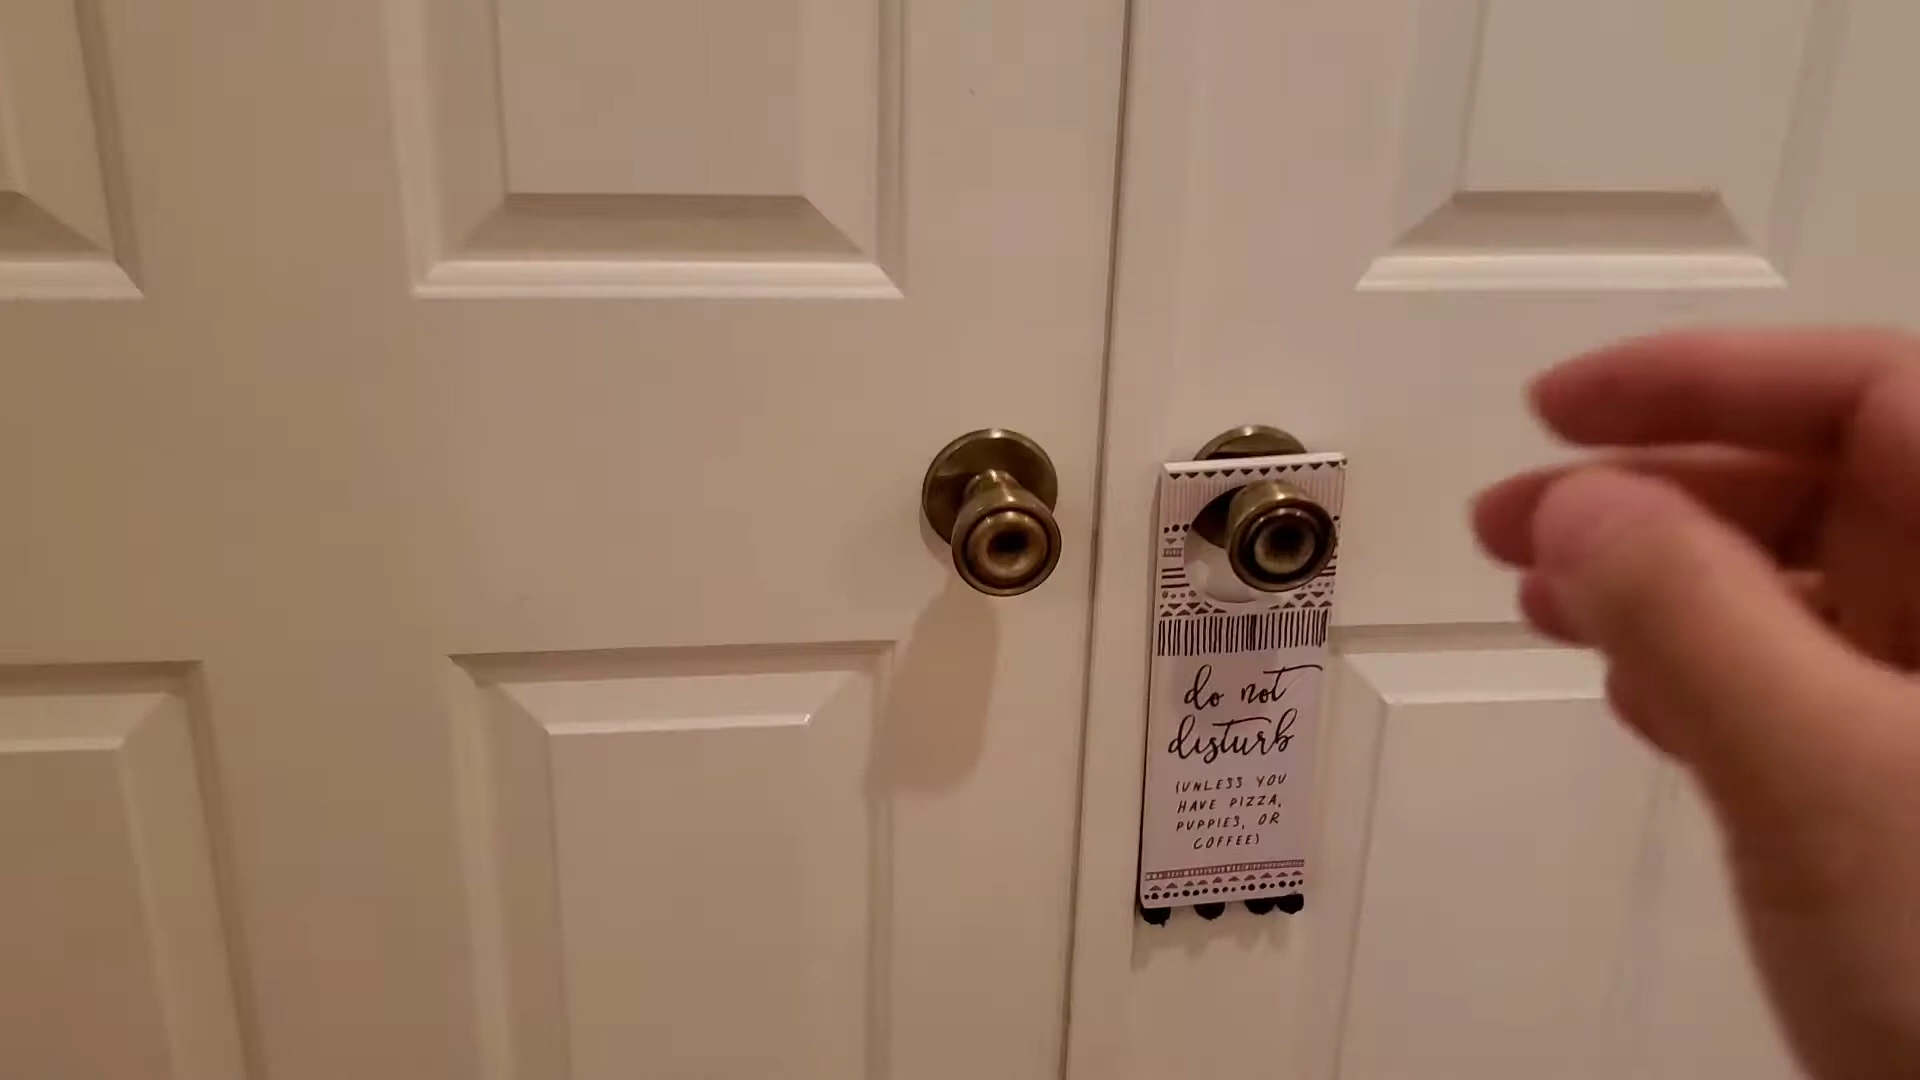 do not
disturb
(UNLESS YOU
HAVE PIZZA,
PUPPIES, OR
COFFEE)